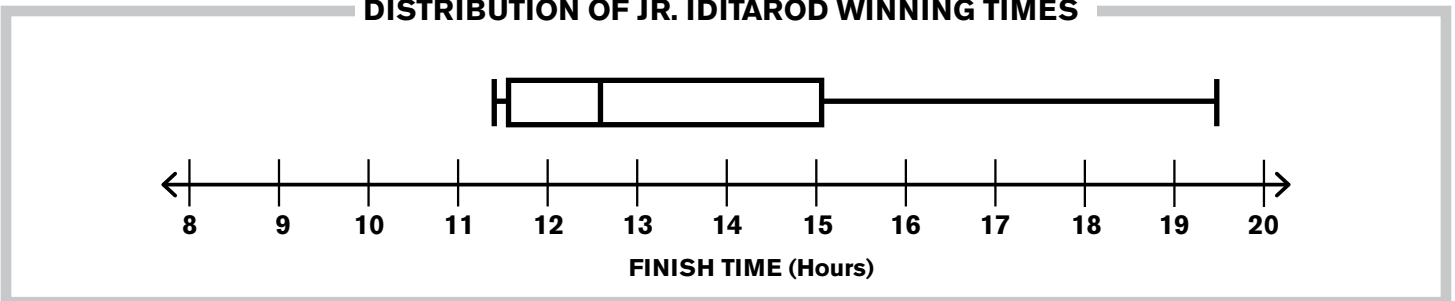 DISTRIBUTION OF JR. IDITAROD WINNING TIMES
8 9 10 11 12 13 14 15 16 17 18 19 20
FINISH TIME (Hours)